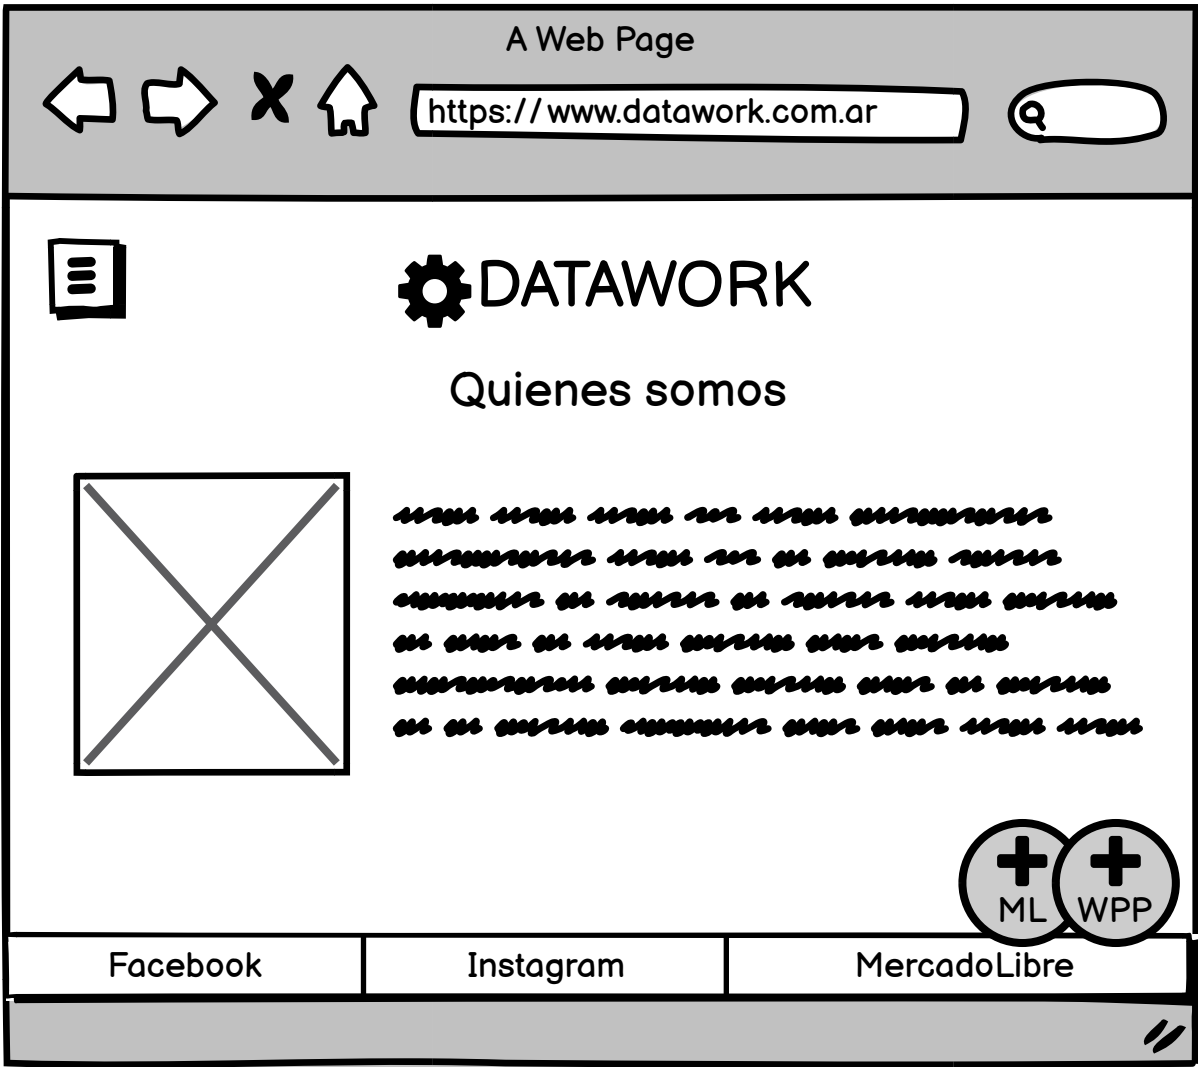 A Web Page
https://www.datawork.com.ar
DATAWORK
Quienes somos
ML
WPP
Facebook
Instagram
MercadoLibre